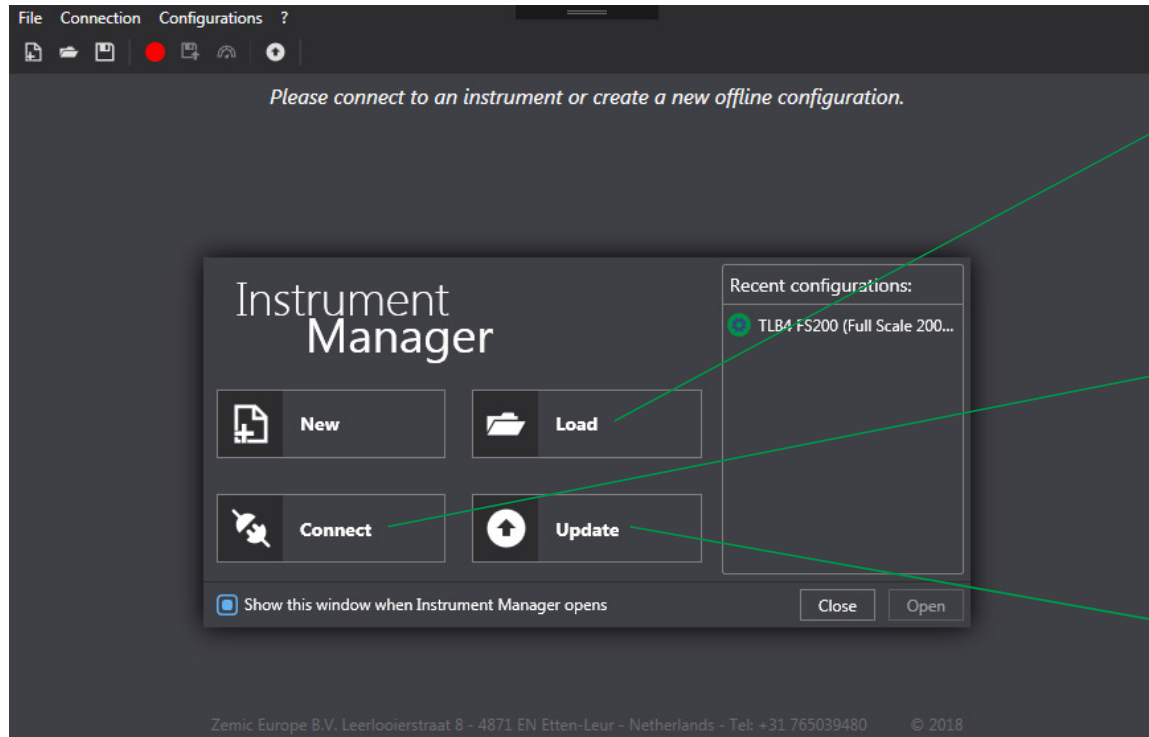 File Connection Configurations ?
Please connect to an instrument or create a new offline configuration.
Instrument
Manager
Recent configurations:
TLB4 FS200 (Full Scale 200...
New
Load
Connect
Update
Show this window when Instrument Manager opens
Close
Open
Zemic Europe B.V. Leerlooierstraat 8 - 4871 EN Etten-Leur - Netherlands - Tel: +31 765039480 © 2018